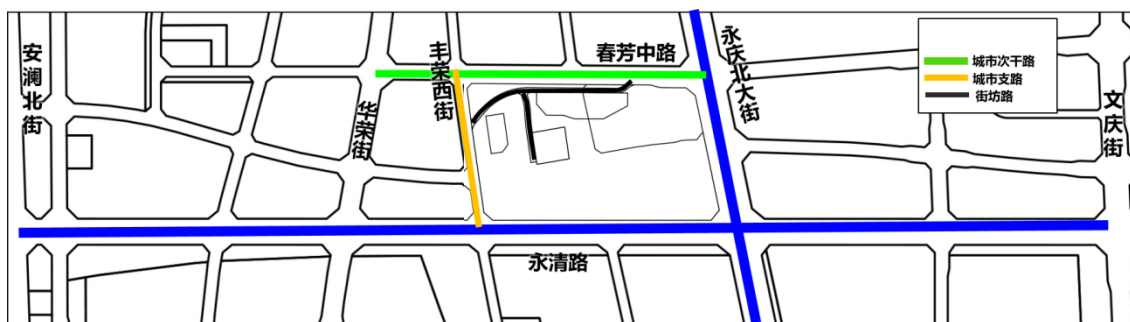 安澜北街
华荣街
丰荣西街
春芳中路
永庆北大街
文庆街
永清路
城市次干路
城市支路
街坊路